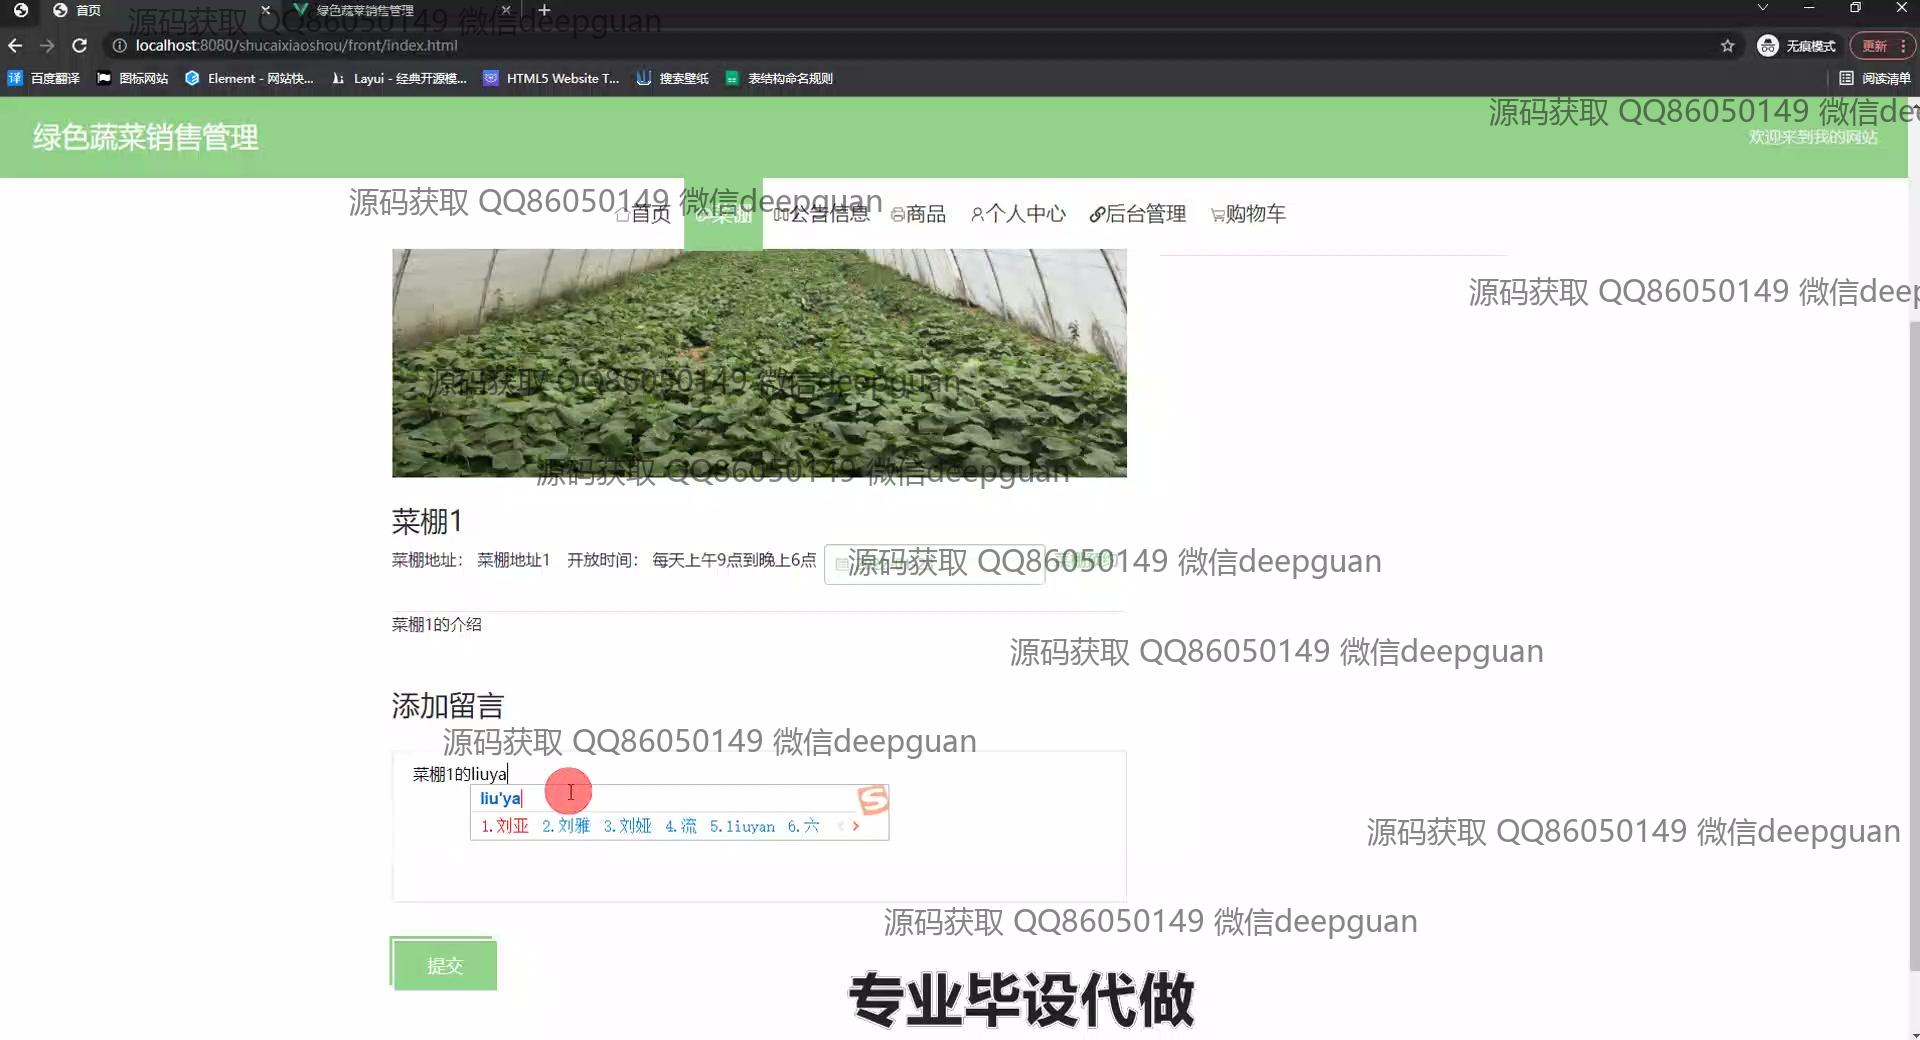 首页
绿色蔬菜销售管理
源码获取 QQ86050149 微信deepguan
localhost:8080/shucaixiaoshou/front/index.html
无痕模式
更新
百度翻译
图标网站
Element - 网站快...
Layui - 经典开源模...
HTML5 Website T...
搜索壁纸
表结构命名规则
阅读清单
源码获取 QQ86050149 微信dee
绿色蔬菜销售管理
欢迎来到我的网站
源码获取 QQ86050149 微信deepguan
首页
菜棚
公告信息
商品
个人中心
后台管理
购物车
源码获取 QQ86050149 微信deep
源码获取 QQ86050149 微信deepguan
源码获取 QQ86050149 微信deepguan
菜棚1
菜棚地址： 菜棚地址1 开放时间： 每天上午9点到晚上6点
源码获取 QQ86050149 微信deepguan
菜棚1的介绍
源码获取 QQ86050149 微信deepguan
添加留言
源码获取 QQ86050149 微信deepguan
菜棚1的liuya
liu'ya
1.刘亚 2.刘雅 3.刘娅 4.流 5.liuyan 6.六
源码获取 QQ86050149 微信deepguan
源码获取 QQ86050149 微信deepguan
提交
专业毕设代做